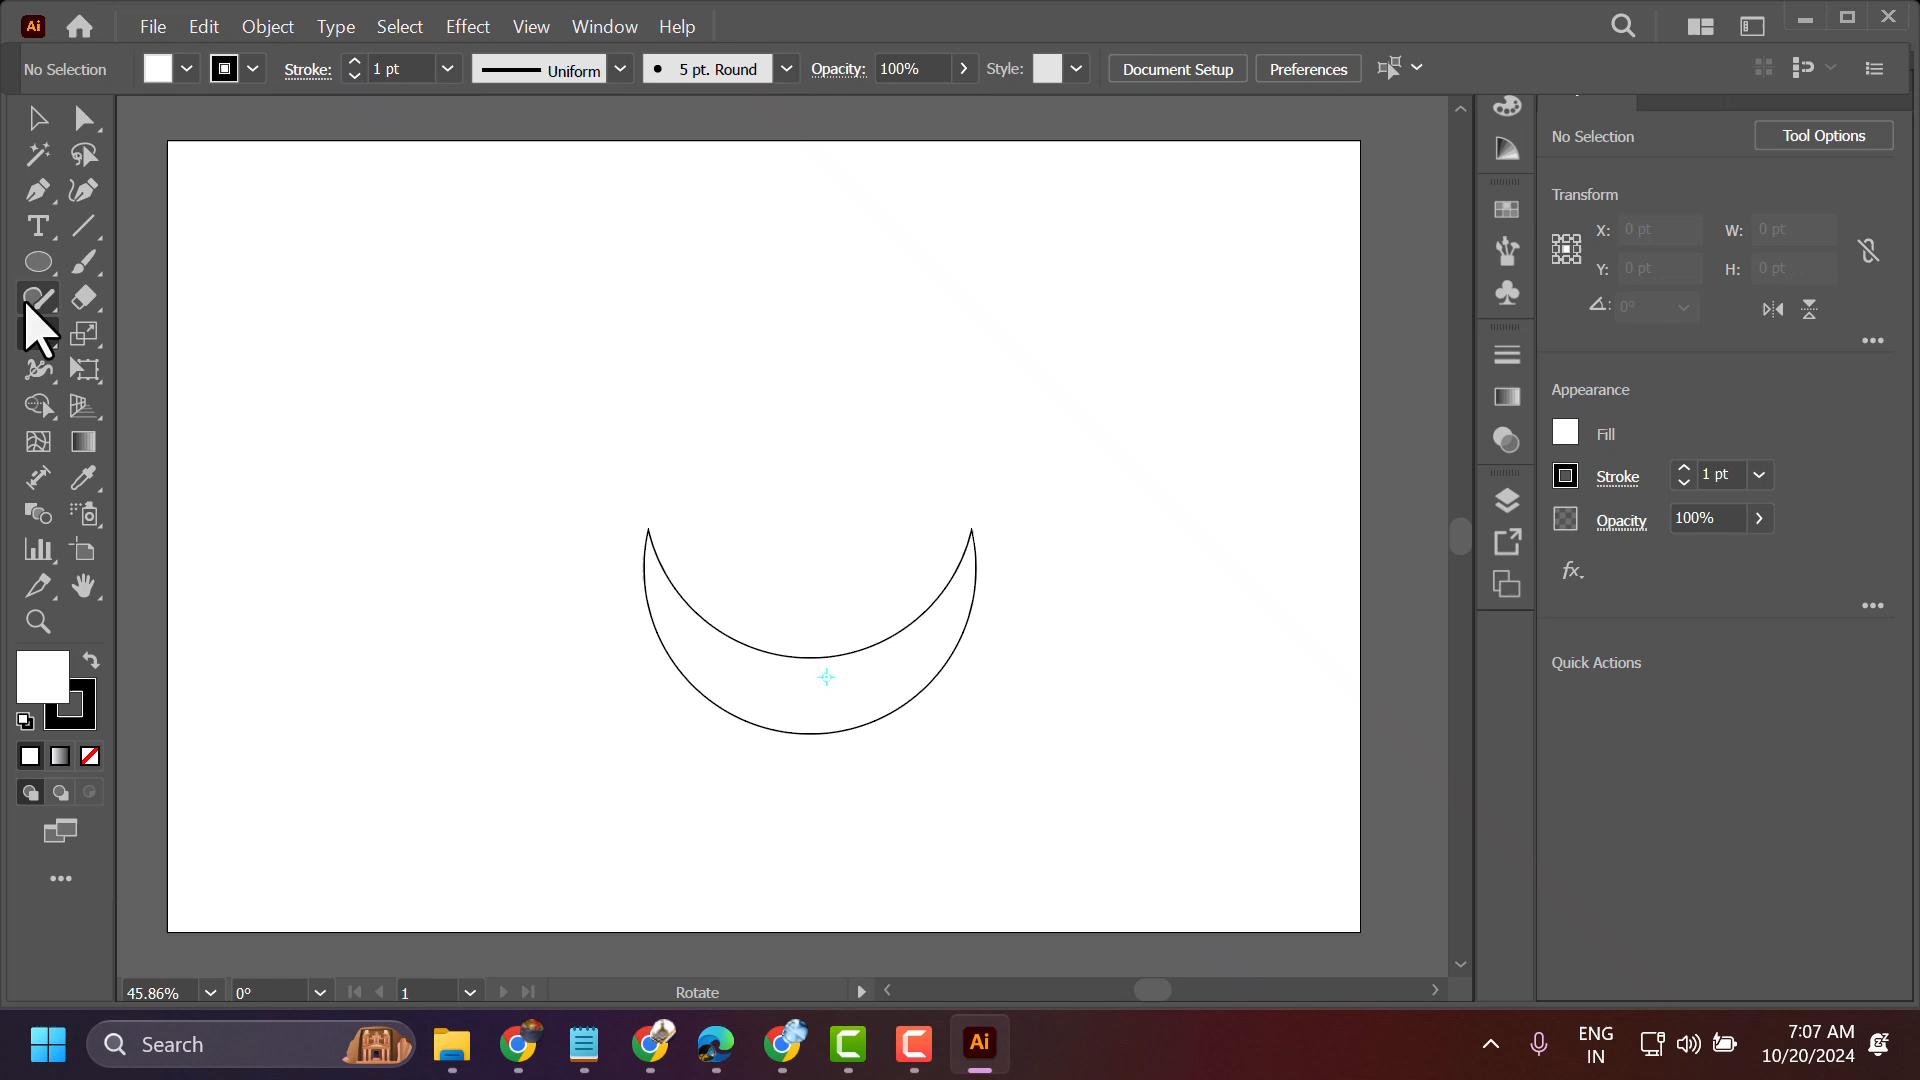 Ai File Edit Object Type Select Effect View Window Help
No Selection Stroke: 1 pt Uniform 5 pt. Round Opacity: 100% Style: Document Setup Preferences
No Selection Tool Options
Transform
X: 0 pt W: 0 pt
Y: 0 pt H: 0 pt
0°
Appearance
Fill
Stroke 1 pt
Opacity 100%
fx.
Quick Actions
45.86% 0° 1 Rotate
Search Ai ENG IN 7:07 AM 10/20/2024